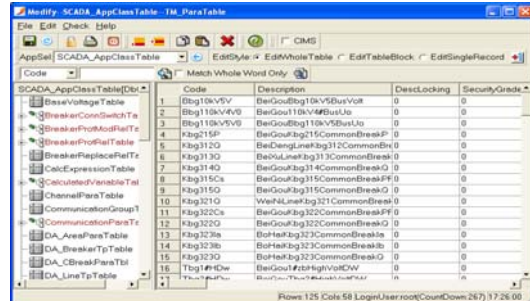 Modify--SCADA_AppClassTable--TM_ParaTable
File Edit Check Help
CIMS
AppSel SCADA_AppClassTable EditStyle: EditWholeTable EditTableBlock EditSingleRecord
Code Match Whole Word Only
SCADA_AppClassTable[Db(
BaseVoltageTable
BreakerConnSwitchTa
BreakerProtModRelTa
BreakerProtRelTable
BreakerReplaceRelTa
CalcExpressionTable
CalculatedVariableTal
ChannelParaTable
CommunicationGroupT
CommunicationParaTa
DA_AreaParaTable
DA_BreakerTpTable
DA_CBreakParaTbl
DA_LineTpTable
Code Description DescLocking SecurityGrade
1 Bbg10kV5V BeiGouBbg10kV5BusVolt 0 0
2 Bbg110kV4V0 BeiGou110kV4#BusUo 0 0
3 Bbg110kV5V0 BeiGouBbg110kV5BusUo 0 0
4 Kbg215P BeiGouKbg215CommonBreakP 0 0
5 Kbg312Q BeiDengLineKbg312CommonBre 0 0
6 Kbg313Q BeiXuLineKbg313CommonBreak 0 0
7 Kbg314Q BeiGouKbg314CommonBreakQ 0 0
8 Kbg315Cs BeiGouKbg315CommonBreakPF 0 0
9 Kbg315Q BeiGouKbg315CommonBreakQ 0 0
10 Kbg321Q WeiNiLineKbg321CommonBreak 0 0
11 Kbg322Cs BeiGouKbg322CommonBreakPF 0 0
12 Kbg322Q BeiGouKbg322CommonBreakQ 0 0
13 Kbg323Ia BoHaiKbg323CommonBreakIa 0 0
14 Kbg323Ib BoHaiKbg323CommonBreakIb 0 0
15 Kbg323Q BoHaiKbg323CommonBreakQ 0 0
16 Tbg1#HDw BeiGou1#zbHighVoltDW 0 0
Rows:125 Cols:58 LoginUser:root(CountDown:267) 17:26:00